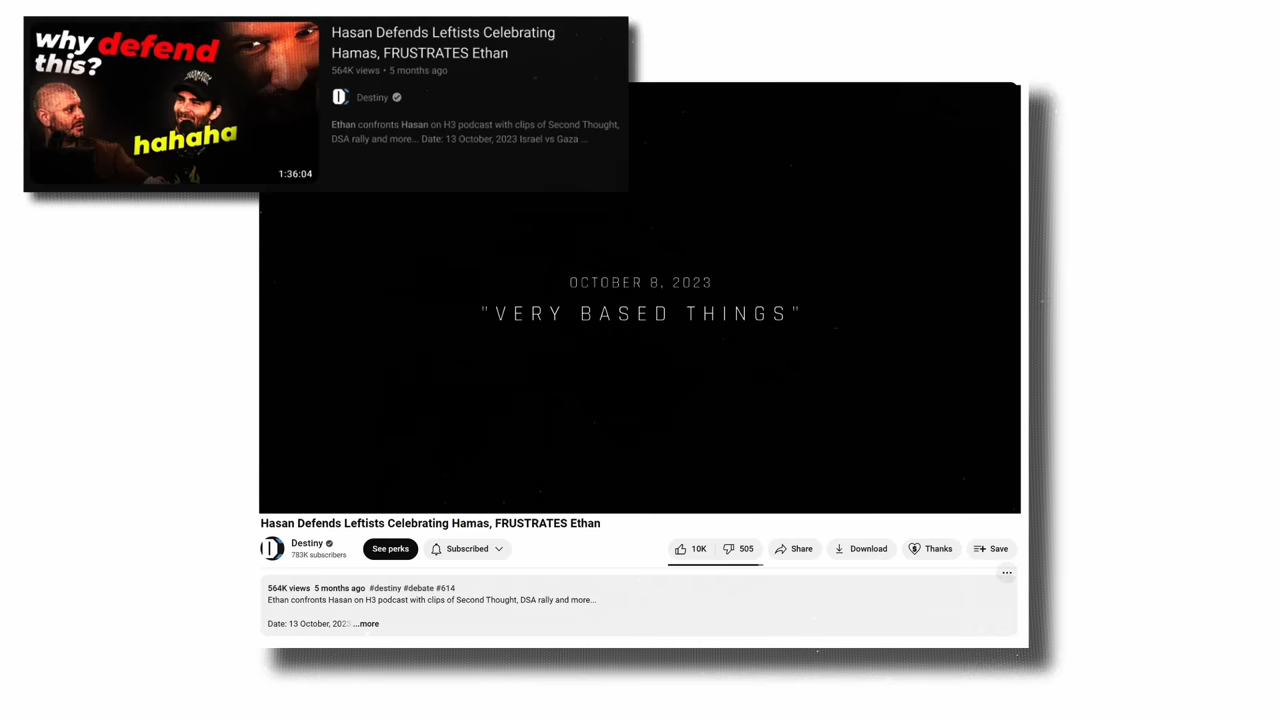 why defend
this?
hahaha
1:36:04
Hasan Defends Leftists Celebrating
Hamas, FRUSTRATES Ethan
564K views • 5 months ago
Destiny
Ethan confronts Hasan on H3 podcast with clips of Second Thought,
DSA rally and more... Date: 13 October, 2023 Israel vs Gaza ...
OCTOBER 8, 2023
"VERY BASED THINGS"
Hasan Defends Leftists Celebrating Hamas, FRUSTRATES Ethan
Destiny
783K subscribers
See perks
Subscribed
10K
505
Share
Download
Thanks
Save
564K views 5 months ago #destiny #debate #614
Ethan confronts Hasan on H3 podcast with clips of Second Thought, DSA rally and more...
Date: 13 October, 2023 ...more